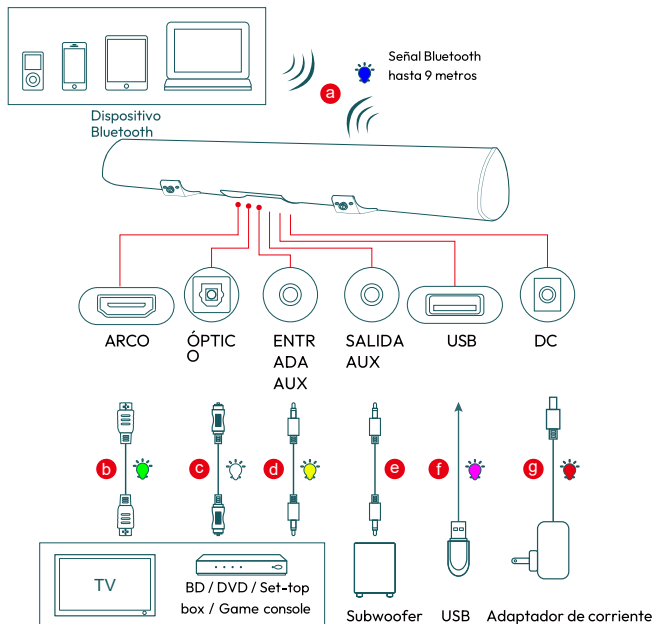 Señal Bluetooth
hasta 9 metros
a
Dispositivo
Bluetooth
ARCO
ÓPTIC
O
ENTR
ADA
AUX
SALIDA
AUX
USB
DC
b
c
d
e
f
g
TV
BD / DVD / Set-top
box / Game console
Subwoofer
USB
Adaptador de corriente